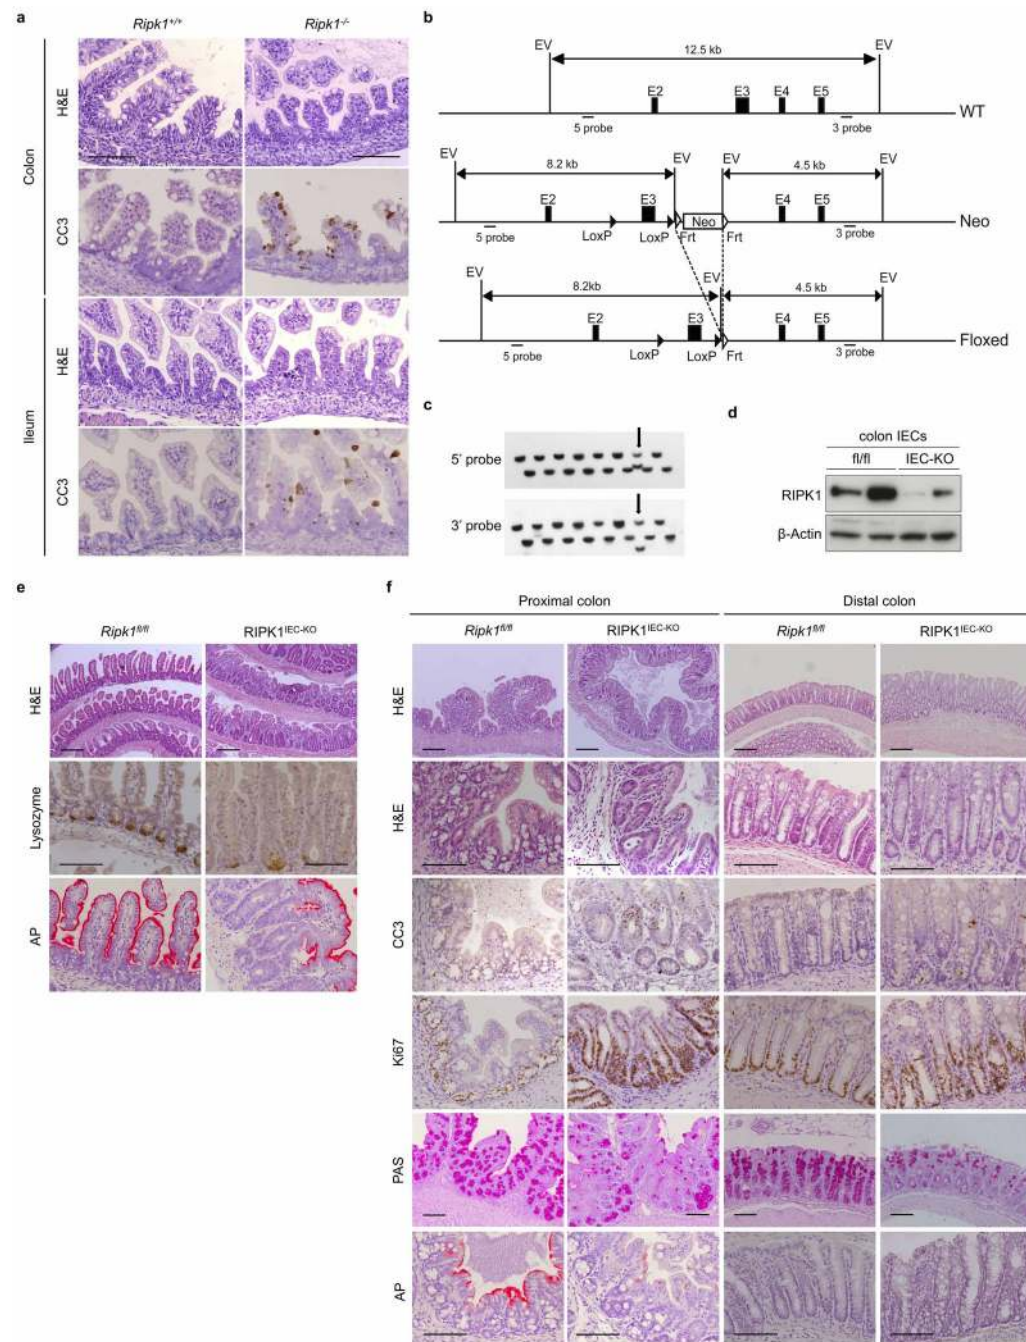 a
Ripk1+/+ Ripk1-/-
Colon
H&E
CC3
Ileum
H&E
CC3
b
EV EV
12.5 kb
E2 E3 E4 E5
WT
5 probe 3 probe
EV EV EV EV
8.2 kb 4.5 kb
E2 E3 Neo E4 E5
Neo
5 probe LoxP LoxP Frt Frt 3 probe
EV EV EV
8.2kb 4.5 kb
E2 E3 E4 E5
Floxed
5 probe LoxP LoxP Frt 3 probe
c
5′ probe
3′ probe
d
colon IECs
fl/fl IEC-KO
RIPK1
β-Actin
e
Ripk1fl/fl RIPK1IEC-KO
H&E
Lysozyme
AP
f
Proximal colon Distal colon
Ripk1fl/fl RIPK1IEC-KO Ripk1fl/fl RIPK1IEC-KO
H&E
H&E
CC3
Ki67
PAS
AP